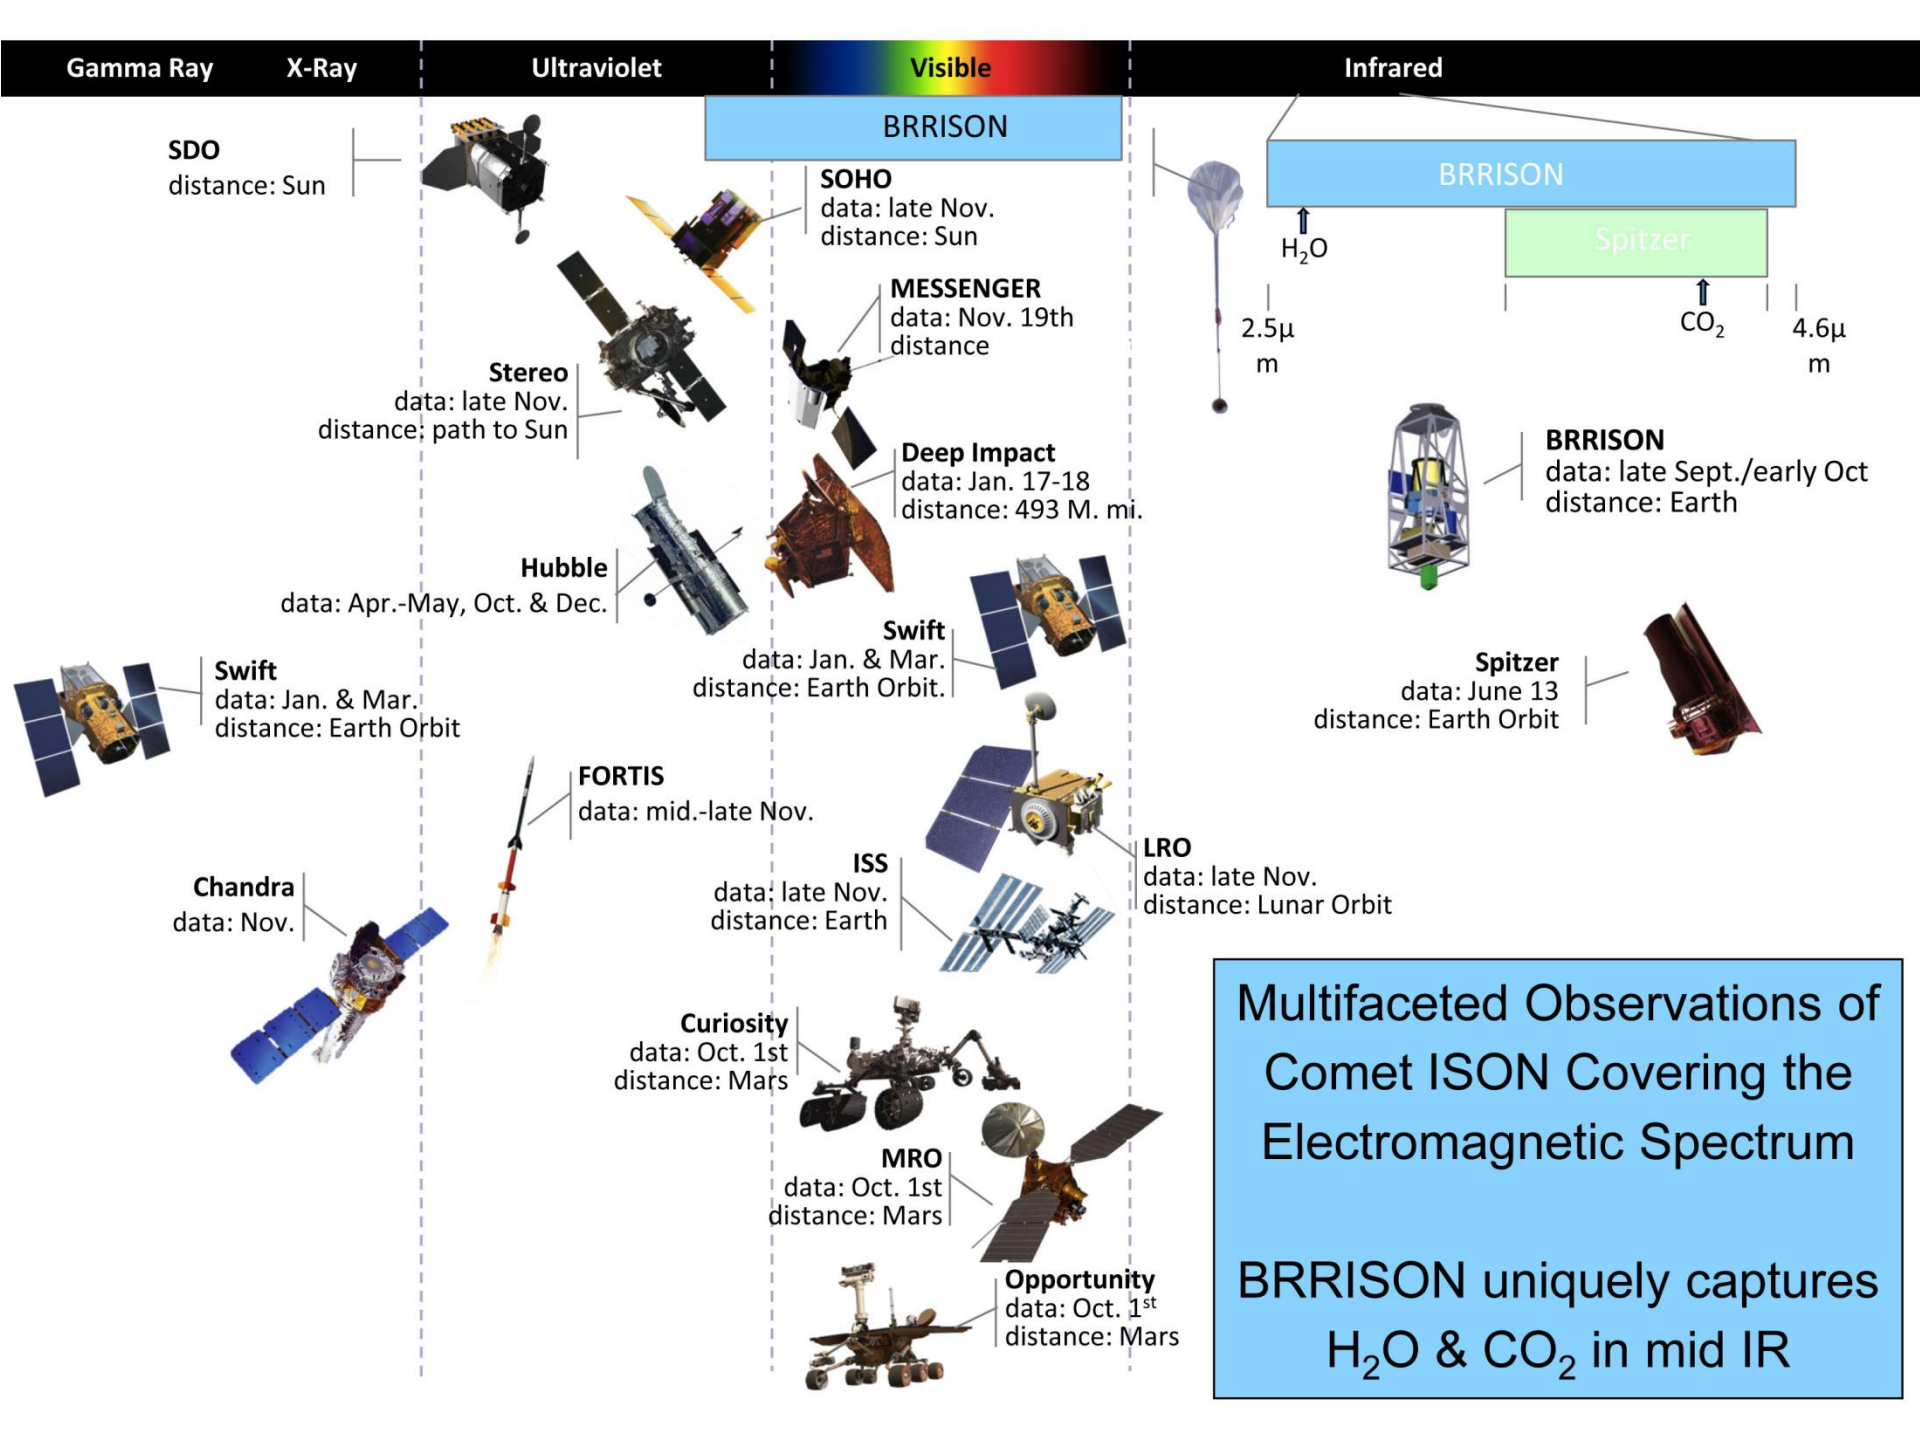 Gamma Ray X-Ray Ultraviolet Visible Infrared
BRRISON
SDO
distance: Sun
SOHO
data: late Nov.
distance: Sun
BRRISON
Spitzer
H₂O
CO₂
2.5μ
m
4.6μ
m
MESSENGER
data: Nov. 19th
distance
Stereo
data: late Nov.
distance: path to Sun
Deep Impact
data: Jan. 17-18
distance: 493 M. mi.
BRRISON
data: late Sept./early Oct
distance: Earth
Hubble
data: Apr.-May, Oct. & Dec.
Swift
data: Jan. & Mar.
distance: Earth Orbit.
Swift
data: Jan. & Mar.
distance: Earth Orbit
Spitzer
data: June 13
distance: Earth Orbit
FORTIS
data: mid.-late Nov.
LRO
data: late Nov.
distance: Lunar Orbit
ISS
data: late Nov.
distance: Earth
Chandra
data: Nov.
Curiosity
data: Oct. 1st
distance: Mars
MRO
data: Oct. 1st
distance: Mars
Opportunity
data: Oct. 1st
distance: Mars
Multifaceted Observations of
Comet ISON Covering the
Electromagnetic Spectrum
BRRISON uniquely captures
H₂O & CO₂ in mid IR